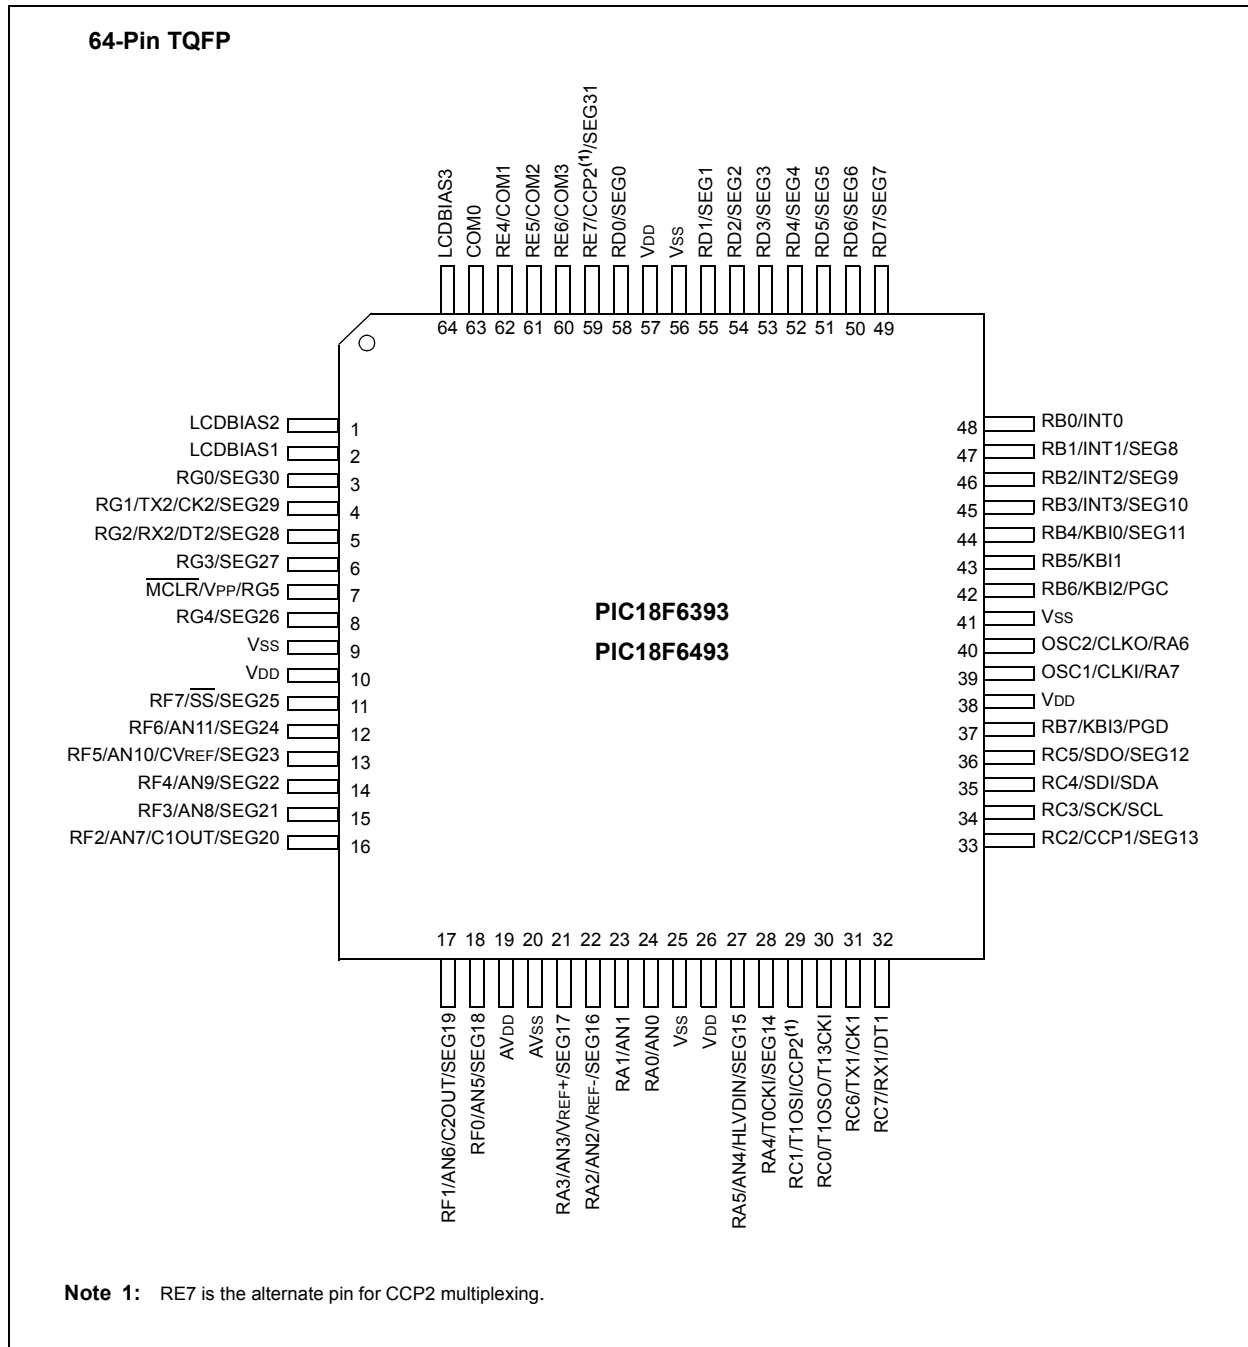 64-Pin TQFP
LCDBIAS3
COM0
RE4/COM1
RE5/COM2
RE6/COM3
RE7/CCP2(1)/SEG31
RD0/SEG0
VDD
VSS
RD1/SEG1
RD2/SEG2
RD3/SEG3
RD4/SEG4
RD5/SEG5
RD6/SEG6
RD7/SEG7
64 63 62 61 60 59 58 57 56 55 54 53 52 51 50 49
LCDBIAS2 1
LCDBIAS1 2
RG0/SEG30 3
RG1/TX2/CK2/SEG29 4
RG2/RX2/DT2/SEG28 5
RG3/SEG27 6
MCLR/VPP/RG5 7
RG4/SEG26 8
VSS 9
VDD 10
RF7/SS/SEG25 11
RF6/AN11/SEG24 12
RF5/AN10/CVREF/SEG23 13
RF4/AN9/SEG22 14
RF3/AN8/SEG21 15
RF2/AN7/C1OUT/SEG20 16
PIC18F6393
PIC18F6493
48 RB0/INT0
47 RB1/INT1/SEG8
46 RB2/INT2/SEG9
45 RB3/INT3/SEG10
44 RB4/KBI0/SEG11
43 RB5/KBI1
42 RB6/KBI2/PGC
41 VSS
40 OSC2/CLKO/RA6
39 OSC1/CLKI/RA7
38 VDD
37 RB7/KBI3/PGD
36 RC5/SDO/SEG12
35 RC4/SDI/SDA
34 RC3/SCK/SCL
33 RC2/CCP1/SEG13
17 18 19 20 21 22 23 24 25 26 27 28 29 30 31 32
RF1/AN6/C2OUT/SEG19
RF0/AN5/SEG18
AVDD
AVSS
RA3/AN3/VREF+/SEG17
RA2/AN2/VREF-/SEG16
RA1/AN1
RA0/AN0
VSS
VDD
RA5/AN4/HLVDIN/SEG15
RA4/T0CKI/SEG14
RC1/T1OSI/CCP2(1)
RC0/T1OSO/T13CKI
RC6/TX1/CK1
RC7/RX1/DT1
Note 1: RE7 is the alternate pin for CCP2 multiplexing.